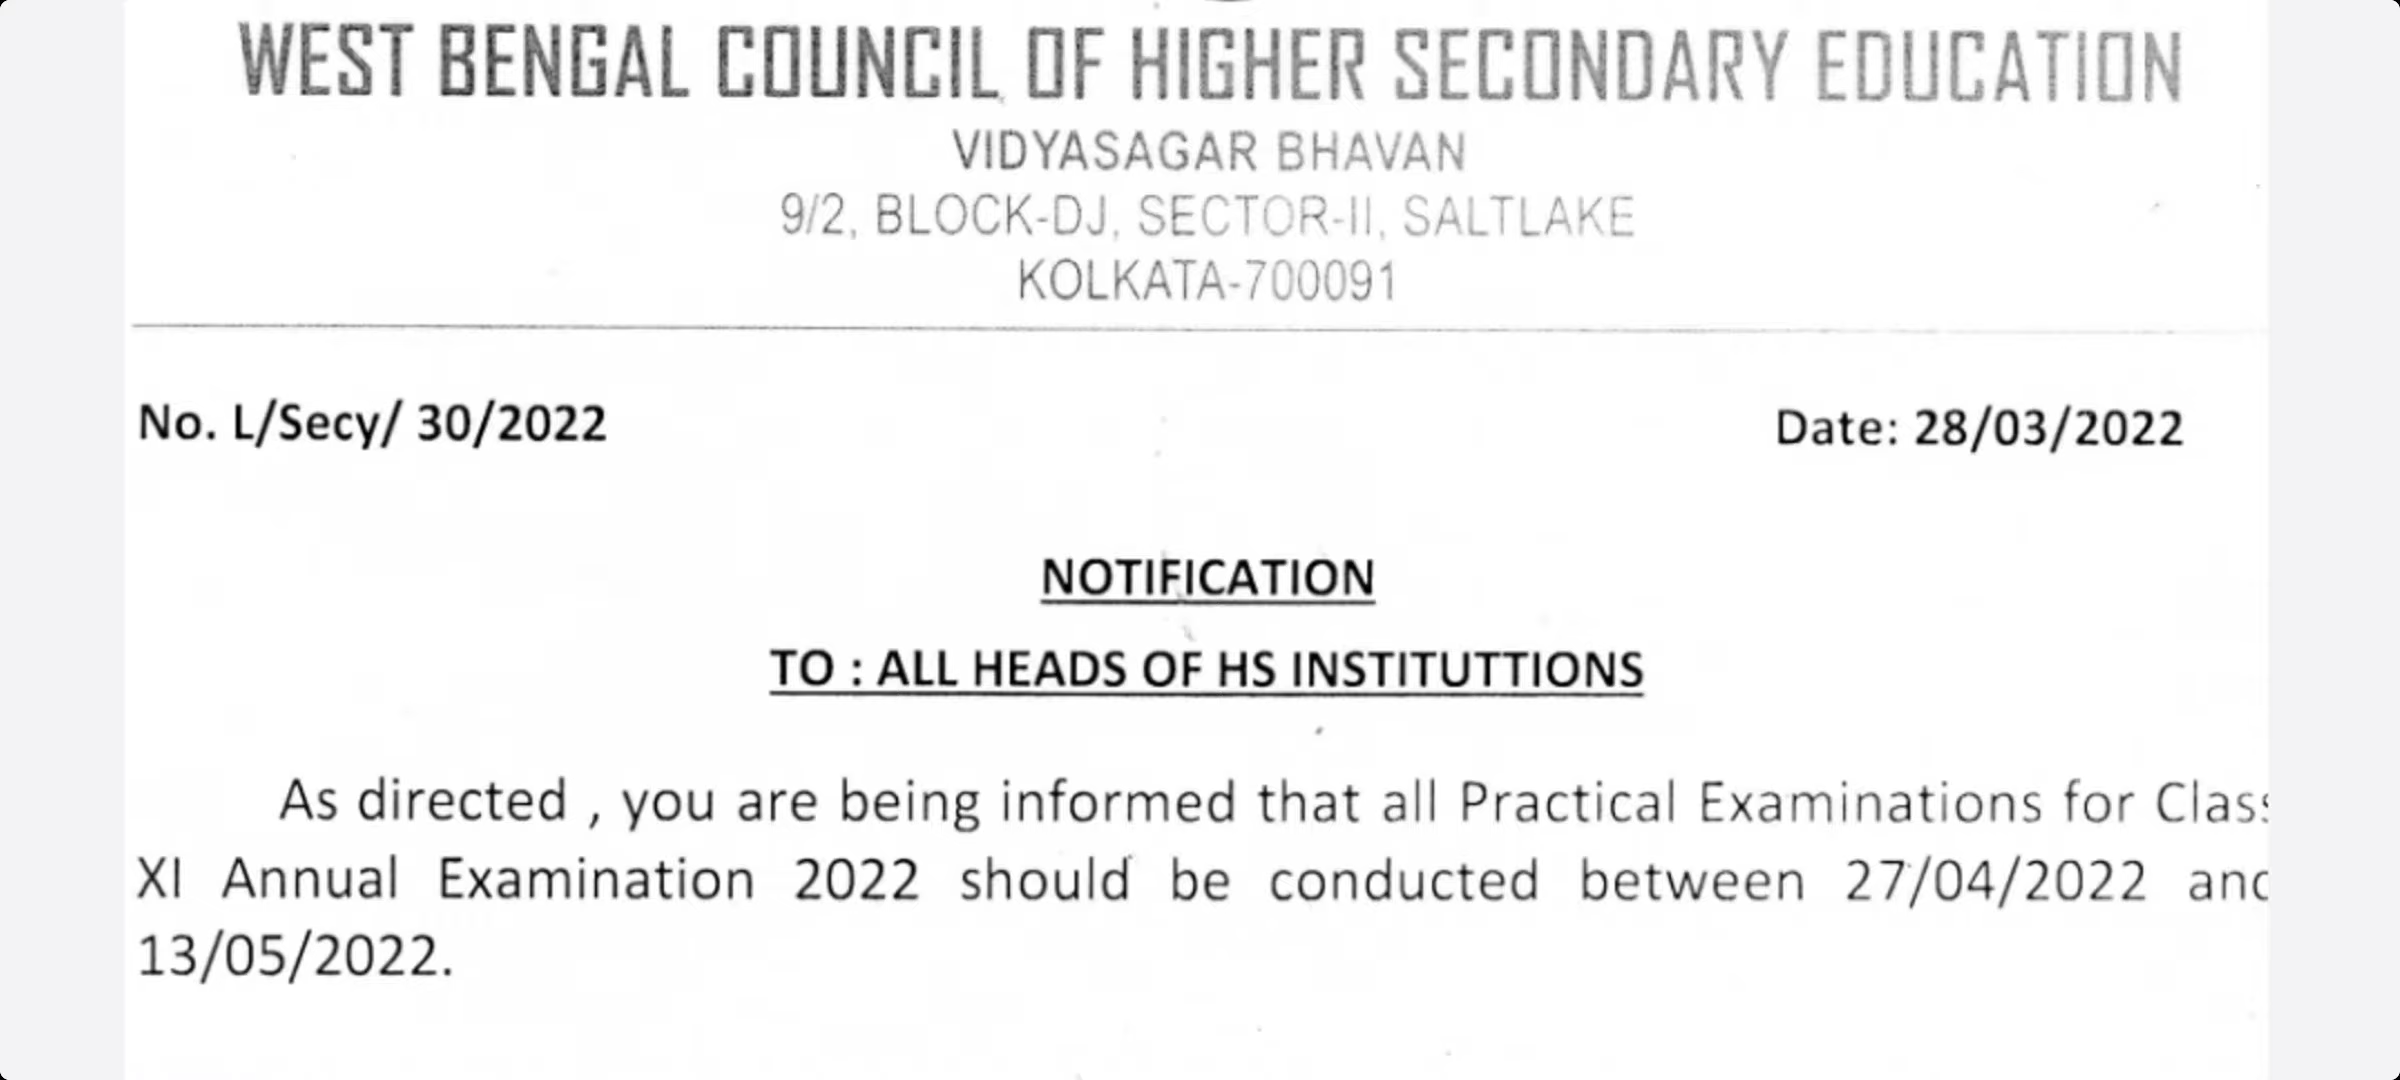 WEST BENGAL COUNCIL OF HIGHER SECONDARY EDUCATION
VIDYASAGAR BHAVAN
9/2, BLOCK-DJ, SECTOR-II, SALTLAKE
KOLKATA-700091
No. L/Secy/ 30/2022 Date: 28/03/2022
NOTIFICATION
TO : ALL HEADS OF HS INSTITUTTIONS
As directed , you are being informed that all Practical Examinations for Class
XI Annual Examination 2022 should be conducted between 27/04/2022 and
13/05/2022.